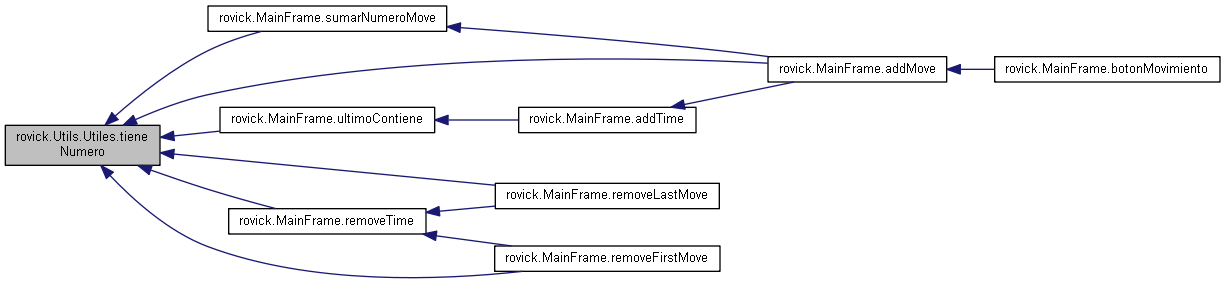 rovick.MainFrame.sumarNumeroMove
rovick.MainFrame.addMove
rovick.MainFrame.botonMovimiento
rovick.MainFrame.ultimoContiene
rovick.MainFrame.addTime
rovick.Utils.Utiles.tiene
Numero
rovick.MainFrame.removeLastMove
rovick.MainFrame.removeTime
rovick.MainFrame.removeFirstMove